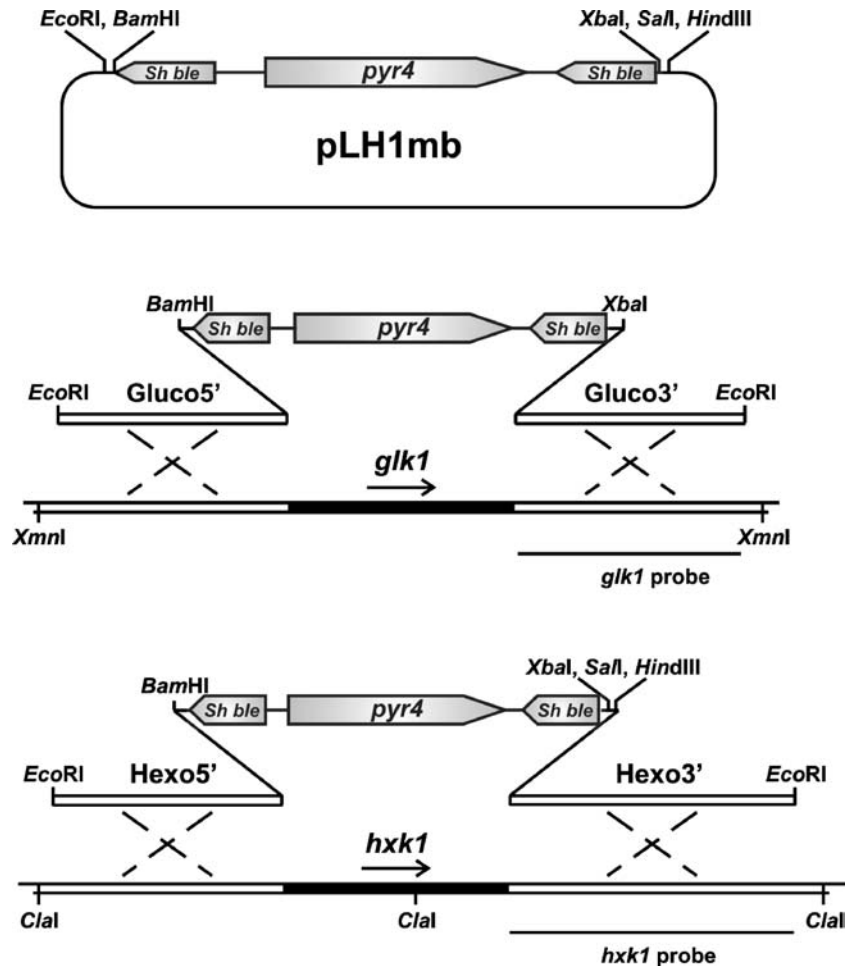 EcoRI, BamHI
XbaI, SalI, HindIII
Sh ble
pyr4
Sh ble
pLH1mb
BamHI
XbaI
Sh ble
pyr4
Sh ble
EcoRI
Gluco5’
Gluco3’
EcoRI
glk1
XmnI
XmnI
glk1 probe
BamHI
XbaI, SalI, HindIII
Sh ble
pyr4
Sh ble
EcoRI
Hexo5’
Hexo3’
EcoRI
hxk1
ClaI
ClaI
ClaI
hxk1 probe